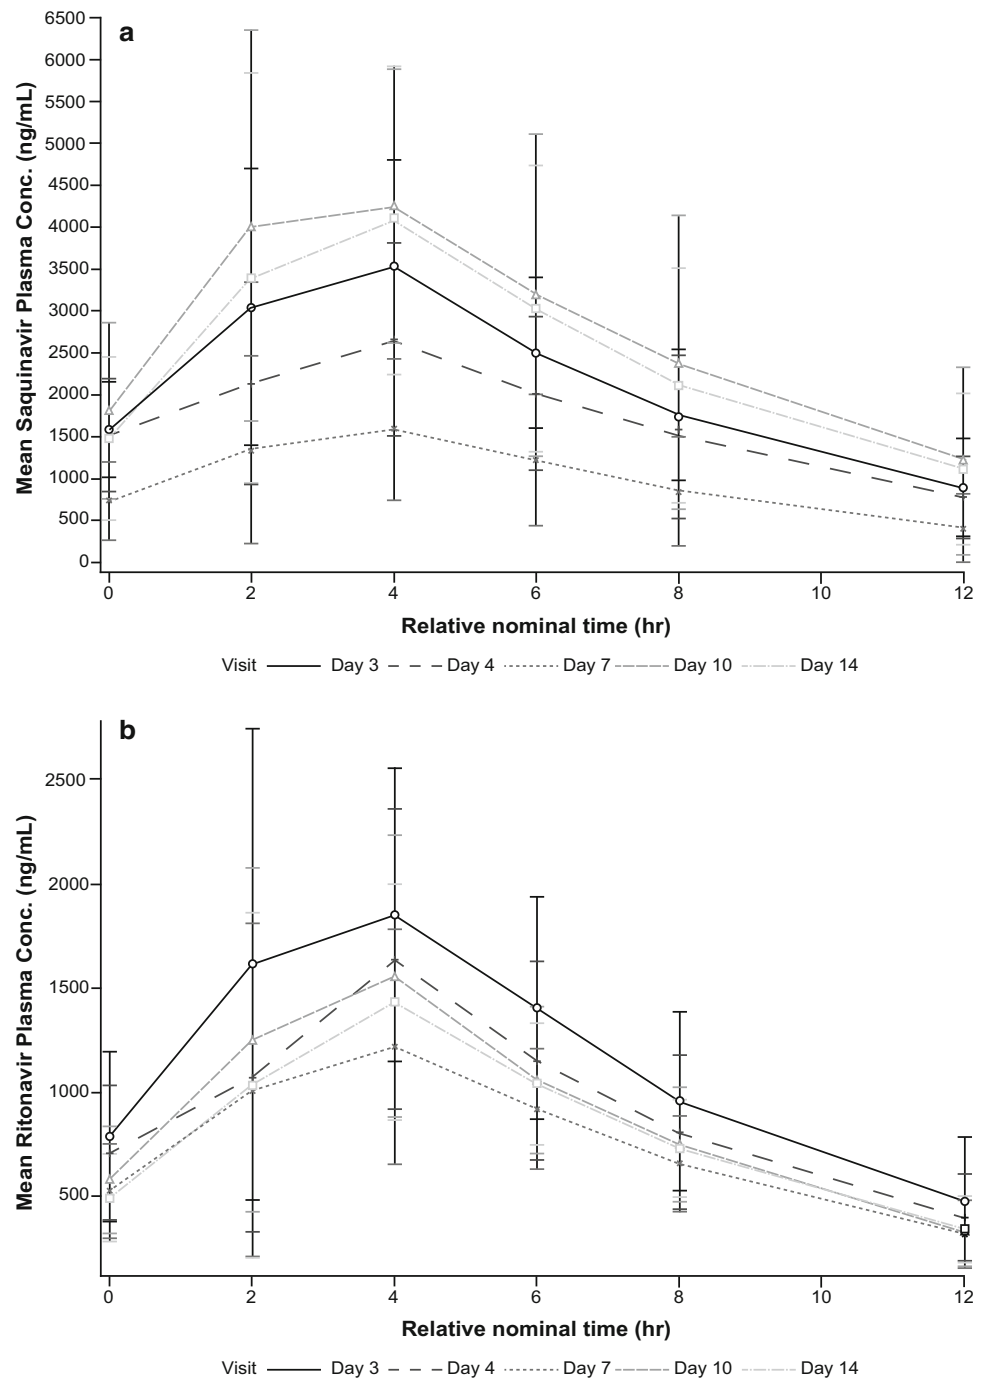 a
Mean Saquinavir Plasma Conc. (ng/mL)
6500
6000
5500
5000
4500
4000
3500
3000
2500
2000
1500
1000
500
0
0 2 4 6 8 10 12
Relative nominal time (hr)
Visit Day 3 Day 4 Day 7 Day 10 Day 14
b
Mean Ritonavir Plasma Conc. (ng/mL)
2500
2000
1500
1000
500
0 2 4 6 8 10 12
Relative nominal time (hr)
Visit Day 3 Day 4 Day 7 Day 10 Day 14